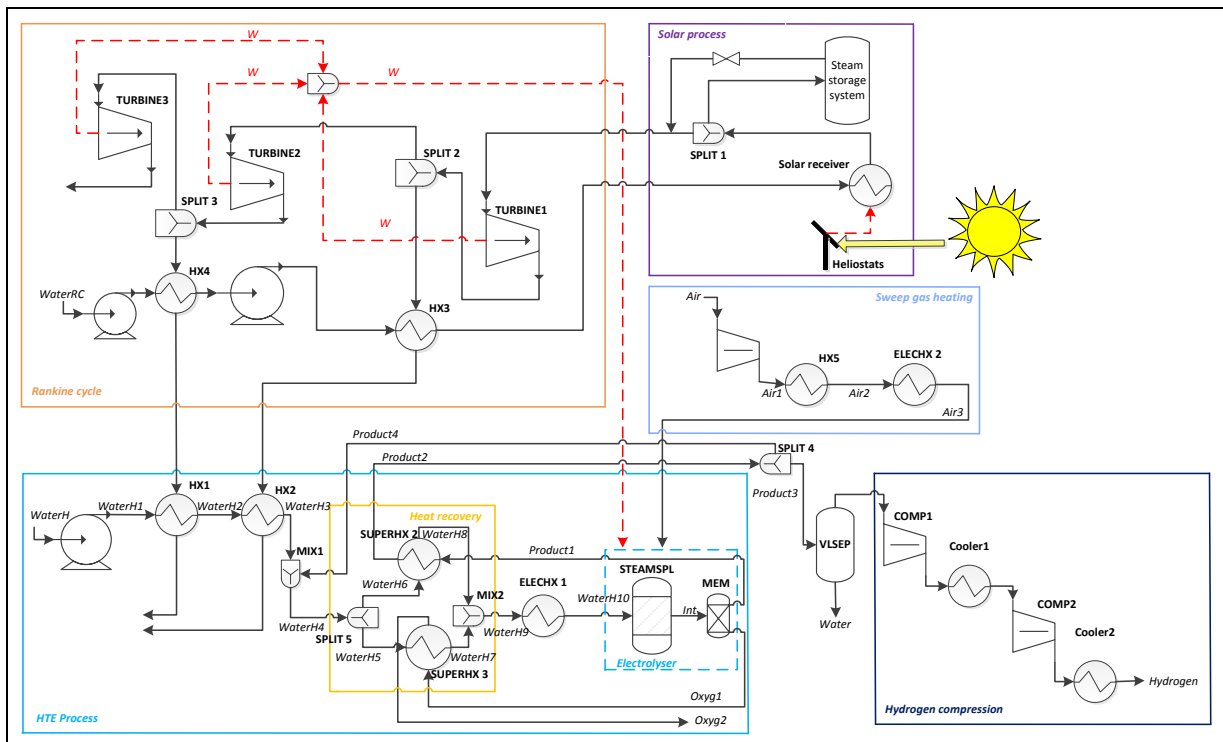 W
Solar process
W
W
Steam
storage
system
TURBINE3
TURBINE2
SPLIT 2
SPLIT 1
Solar receiver
SPLIT 3
W
TURBINE1
Heliostats
HX4
WaterRC
HX3
Air
Sweep gas heating
HX5
ELECHX 2
Air1
Air2
Air3
Rankine cycle
Product4
SPLIT 4
Product2
Product3
HX1
HX2
WaterH
WaterH1
WaterH2
WaterH3
Heat recovery
COMP1
SUPERHX 2
WaterH8
VLSEP
Cooler1
MIX1
Product1
ELECHX 1
STEAMSPL
MEM
WaterH6
MIX2
WaterH10
Int
COMP2
WaterH4
SPLIT 5
WaterH9
Water
Cooler2
WaterH5
WaterH7
SUPERHX 3
Electrolyser
Hydrogen
Oxyg1
HTE Process
Oxyg2
Hydrogen compression